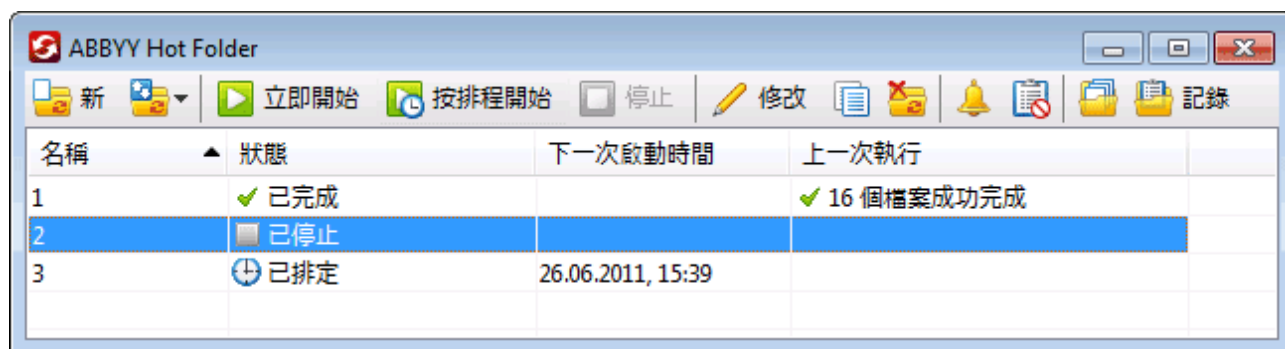 ABBYY Hot Folder
新 立即開始 按排程開始 停止 修改 記錄
名稱 狀態 下一次啟動時間 上一次執行
1 已完成 16 個檔案成功完成
2 已停止
3 已排定 26.06.2011, 15:39